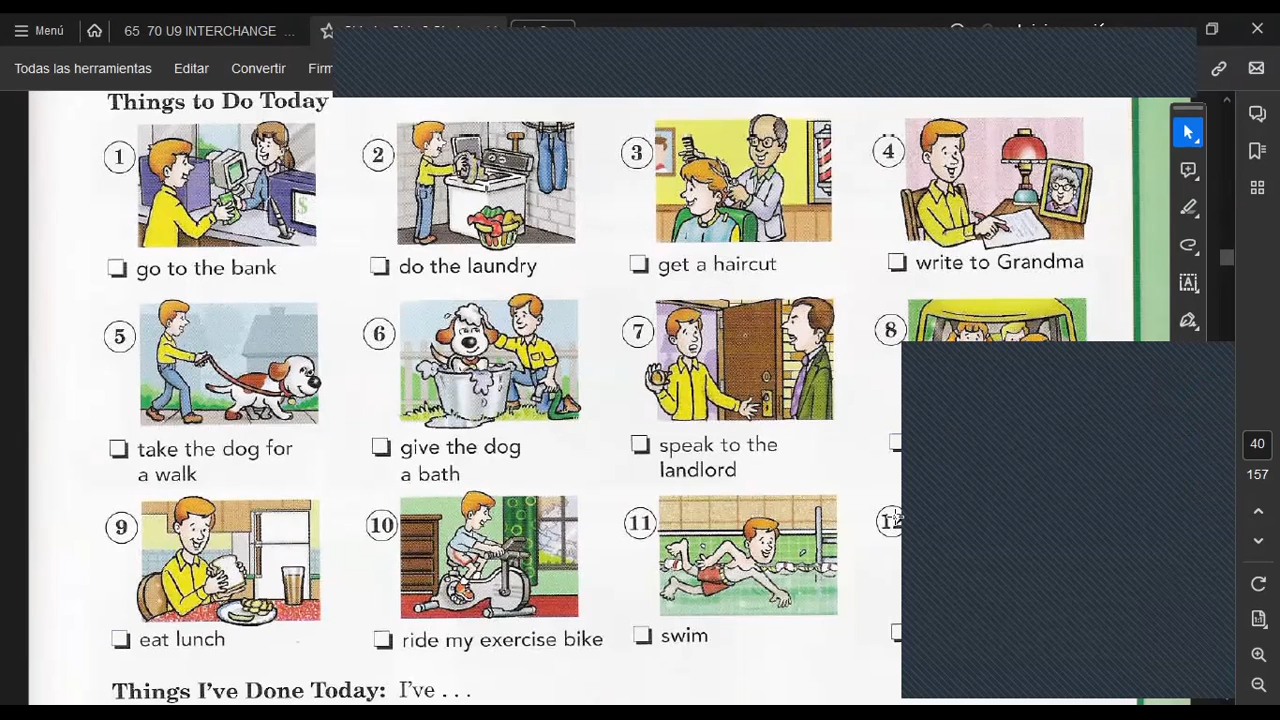 Menú
65 70 U9 INTERCHANGE ...
Todas las herramientas
Editar
Convertir
Firm
Things to Do Today
1
2
3
4
$
go to the bank
do the laundry
get a haircut
write to Grandma
5
6
7
8
take the dog for
a walk
give the dog
a bath
speak to the
landlord
9
10
11
eat lunch
ride my exercise bike
swim
Things I've Done Today: I've . . .
40
157